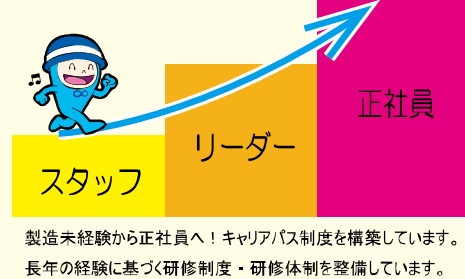 正社員
リーダー
スタッフ
製造未経験から正社員へ！キャリアパス制度を構築しています。
長年の経験に基づく研修制度・研修体制を整備しています。